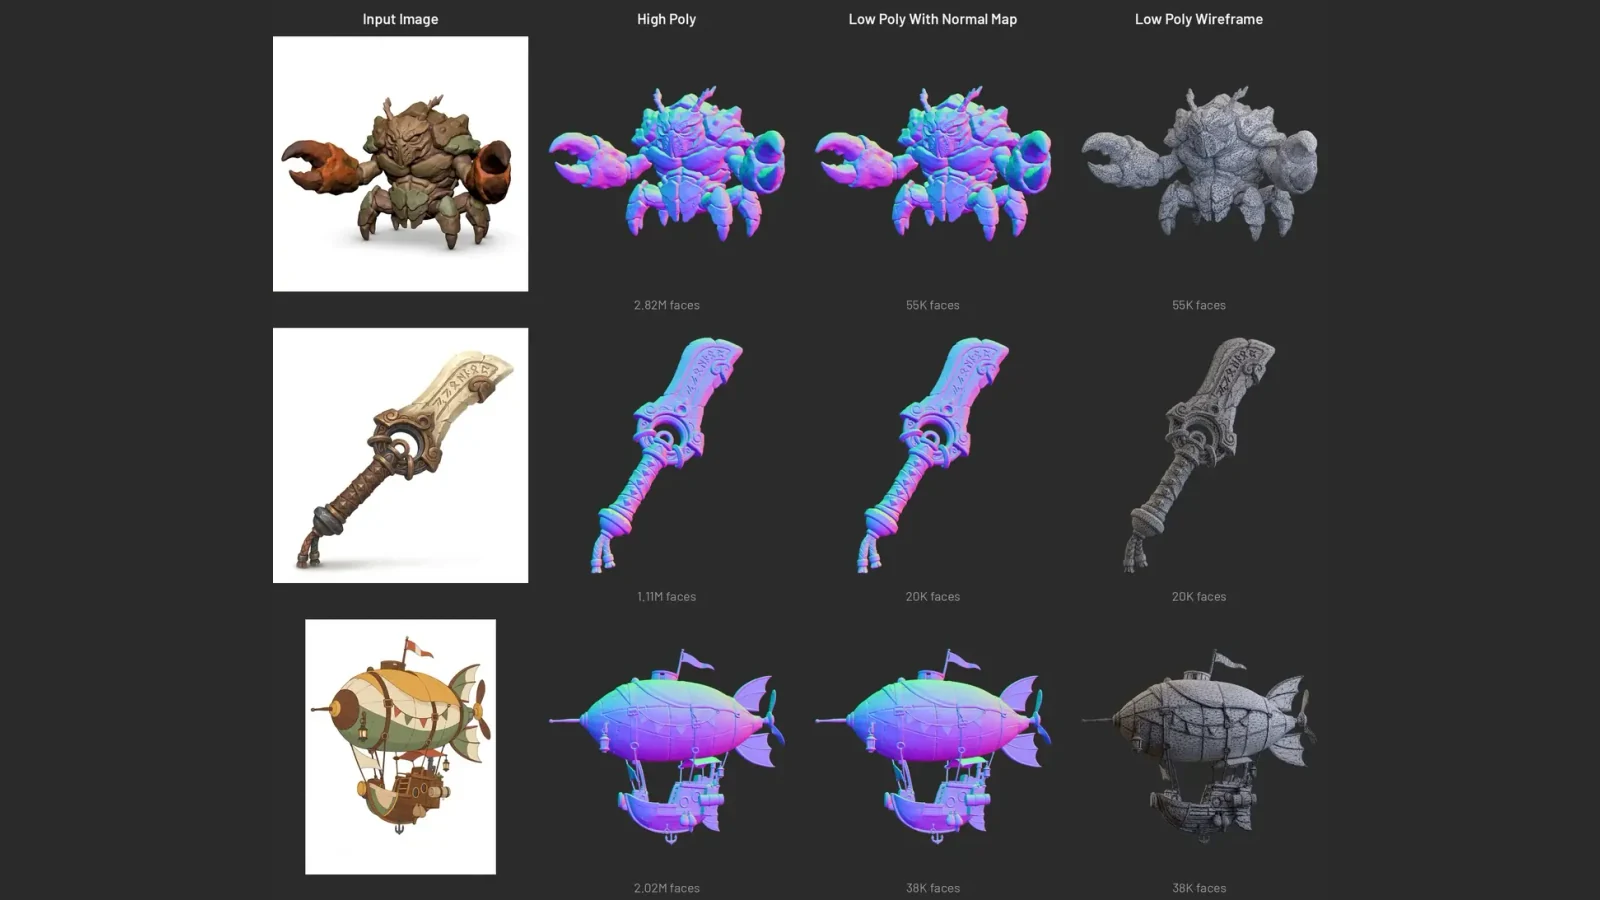 Input Image
High Poly
Low Poly With Normal Map
Low Poly Wireframe
2.82M faces
55K faces
55K faces
1.11M faces
20K faces
20K faces
2.02M faces
38K faces
38K faces